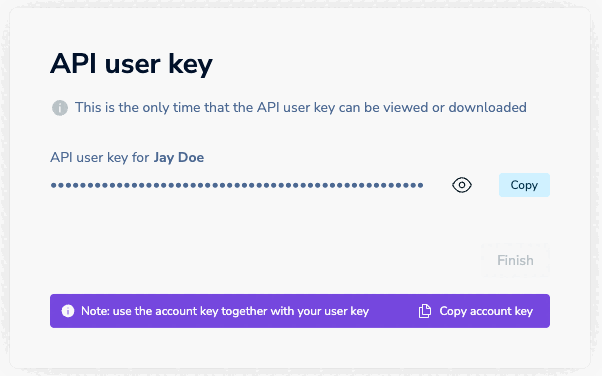 API user key
This is the only time that the API user key can be viewed or downloaded
API user key for Jay Doe
•••••••••••••••••••••••••••••••••••••••••••••••••••
Copy
Finish
Note: use the account key together with your user key
Copy account key